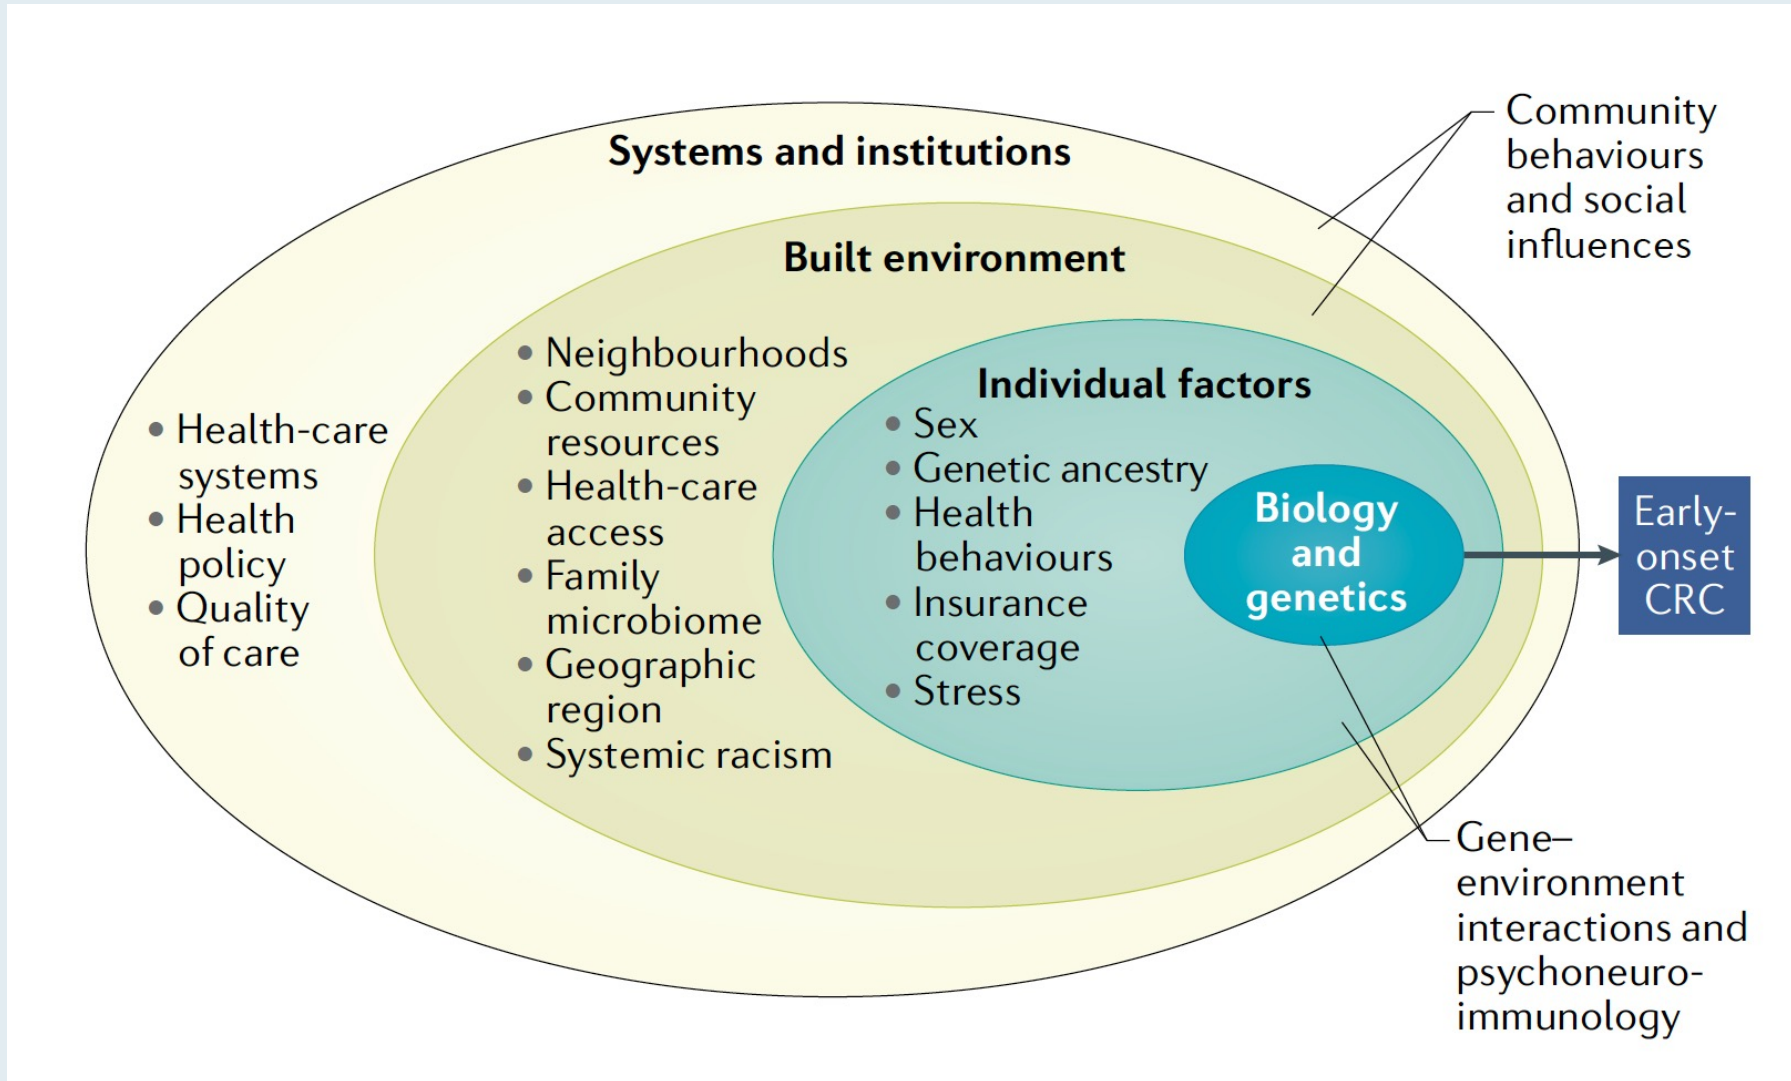 Systems and institutions
Built environment
Individual factors
Biology
and
genetics
• Health-care
systems
• Health
policy
• Quality
of care
• Neighbourhoods
• Community
resources
• Health-care
access
• Family
microbiome
• Geographic
region
• Systemic racism
• Sex
• Genetic ancestry
• Health
behaviours
• Insurance
coverage
• Stress
Community
behaviours
and social
influences
Early-
onset
CRC
Gene–
environment
interactions and
psychoneuro-
immunology